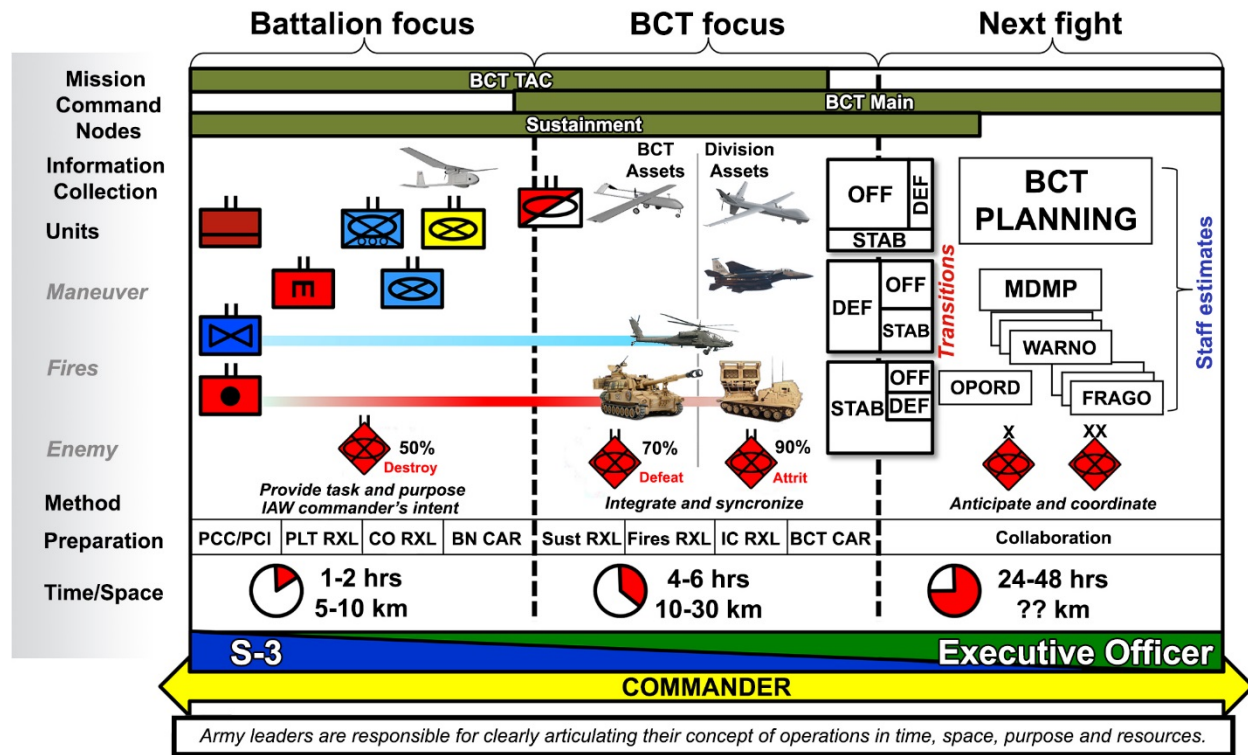 Battalion focus
BCT focus
Next fight
Mission
Command
Nodes
BCT TAC
BCT Main
Sustainment
Information
Collection
BCT
Assets
Division
Assets
OFF
DEF
STAB
BCT
PLANNING
Units
Maneuver
E
DEF
OFF
STAB
Transitions
MDMP
WARNO
Staff estimates
Fires
STAB
OFF
DEF
OPORD
FRAGO
Enemy
50%
Destroy
70%
Defeat
90%
Attrit
X
XX
Method
Provide task and purpose
IAW commander's intent
Integrate and syncronize
Anticipate and coordinate
Preparation
PCC/PCI
PLT RXL
CO RXL
BN CAR
Sust RXL
Fires RXL
IC RXL
BCT CAR
Collaboration
Time/Space
1-2 hrs
5-10 km
4-6 hrs
10-30 km
24-48 hrs
?? km
S-3
Executive Officer
COMMANDER
Army leaders are responsible for clearly articulating their concept of operations in time, space, purpose and resources.